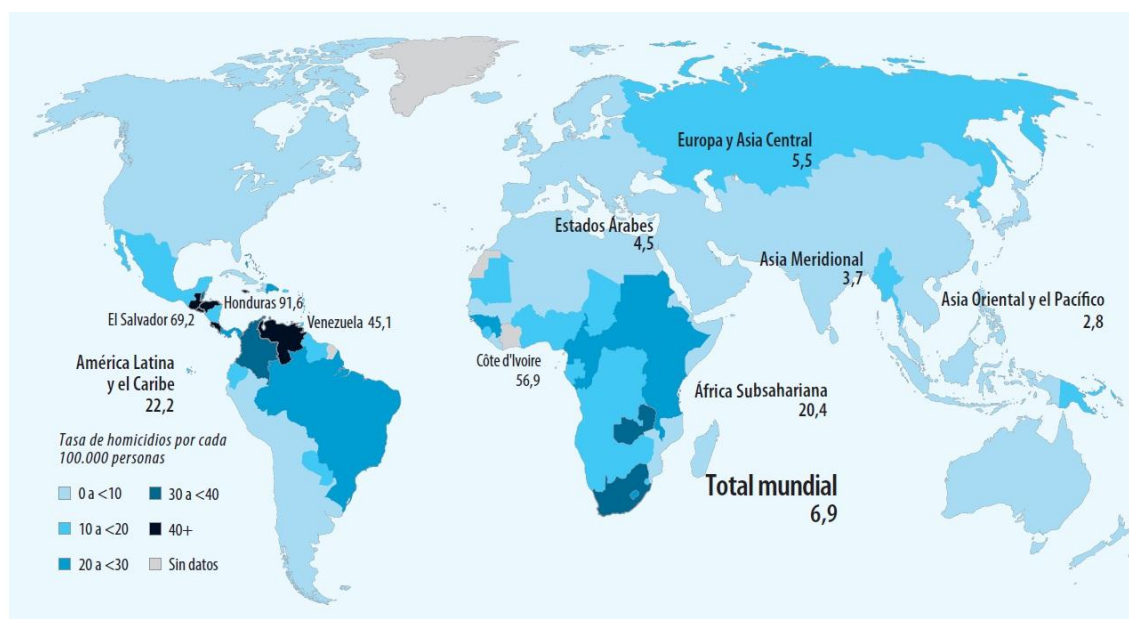 Europa y Asia Central
5,5
Estados Árabes
4,5
Asia Meridional
3,7
Asia Oriental y el Pacífico
2,8
Honduras 91,6
El Salvador 69,2
Venezuela 45,1
América Latina
y el Caribe
22,2
Côte d'Ivoire
56,9
África Subsahariana
20,4
Total mundial
6,9
Tasa de homicidios por cada
100.000 personas
0 a <10
10 a <20
20 a <30
30 a <40
40+
Sin datos